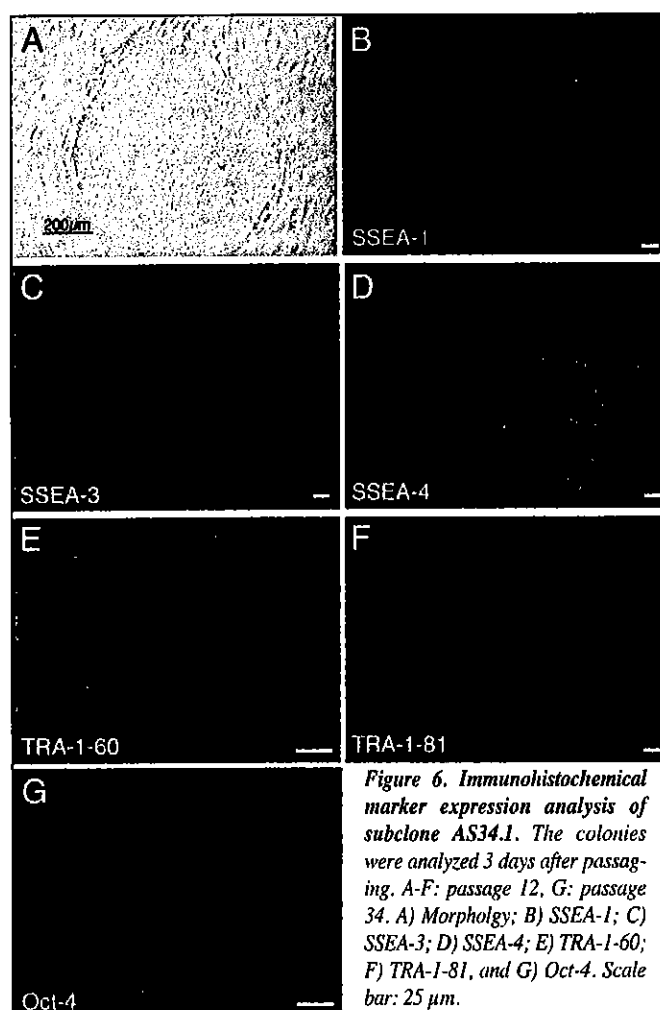 A
200µm
B
SSEA-1
C
SSEA-3
D
SSEA-4
E
TRA-1-60
F
TRA-1-81
G
Oct-4
Figure 6. Immunohistochemical
marker expression analysis of
subclone AS34.1. The colonies
were analyzed 3 days after passag-
ing. A-F: passage 12, G: passage
34. A) Morpholgy; B) SSEA-1; C)
SSEA-3; D) SSEA-4; E) TRA-1-60;
F) TRA-1-81, and G) Oct-4. Scale
bar: 25 µm.